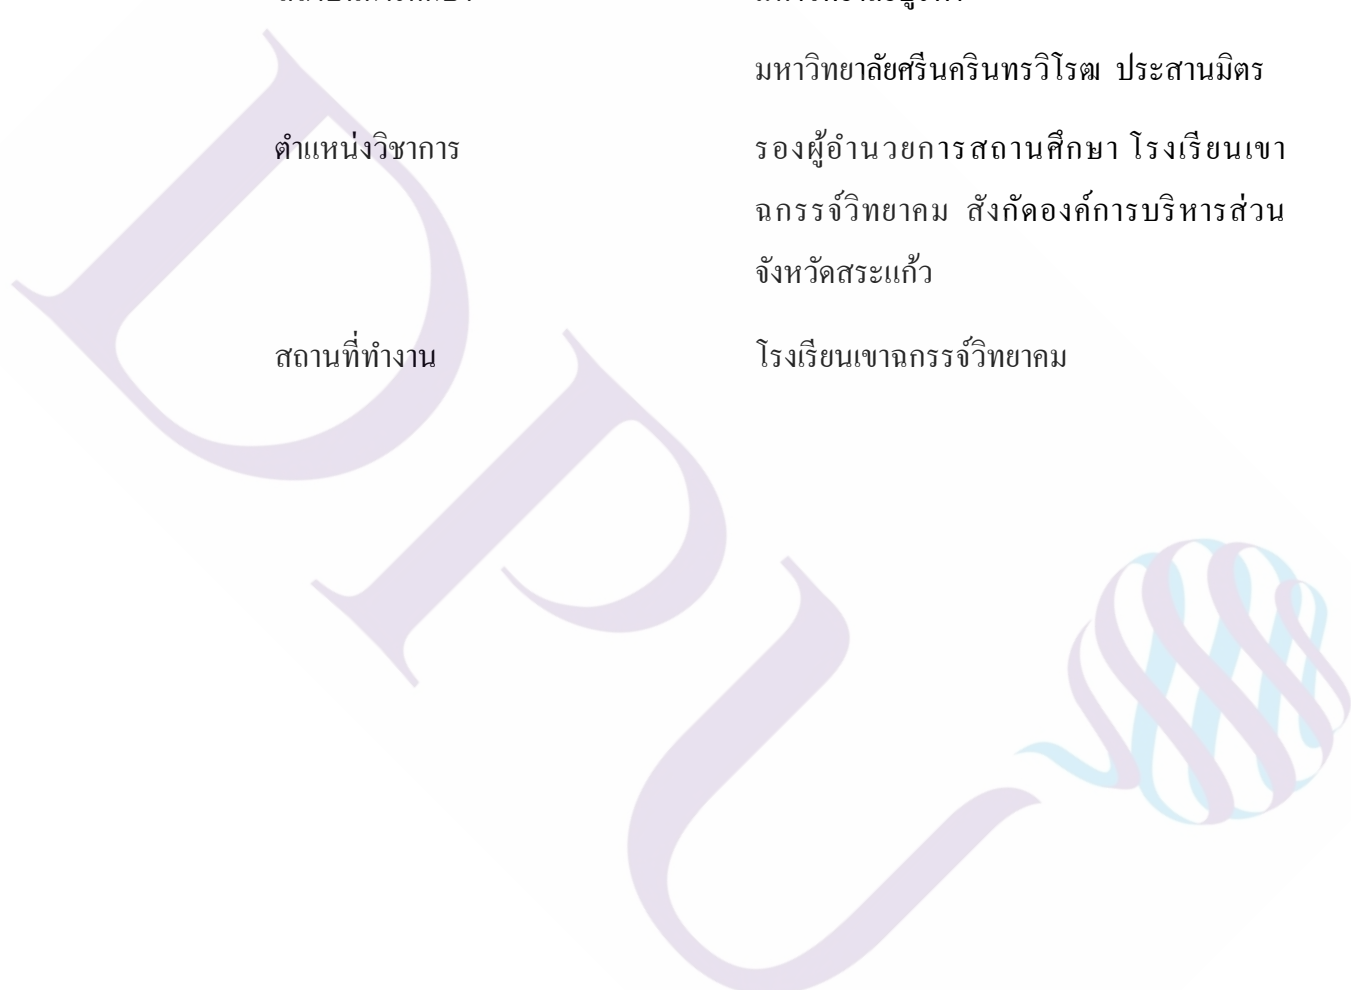 มหาวิทยาลัยศรีนครินทรวิโรฒ ประสานมิตร
ตำแหน่งวิชาการ รองผู้อำนวยการสถานศึกษา โรงเรียนเขา
ฉกรรจ์วิทยาคม สังกัดองค์การบริหารส่วน
จังหวัดสระแก้ว
สถานที่ทำงาน โรงเรียนเขาฉกรรจ์วิทยาคม
DPU